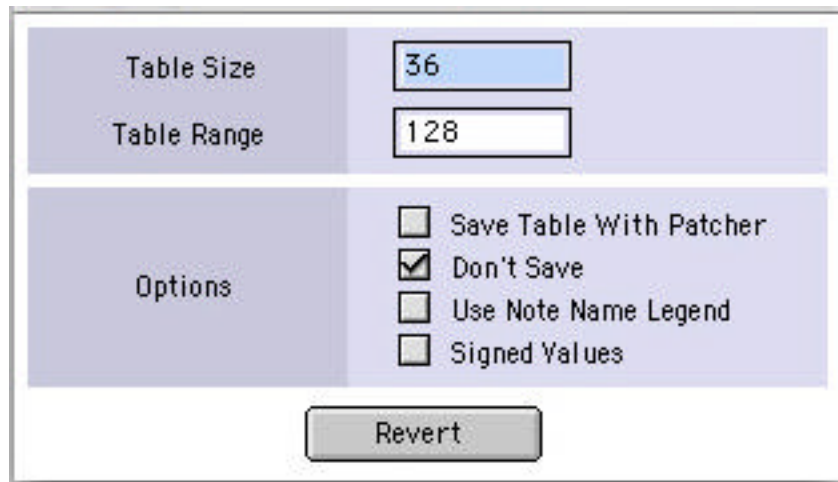 Table Size
36
Table Range
128
Options
Save Table With Patcher
Don't Save
Use Note Name Legend
Signed Values
Revert